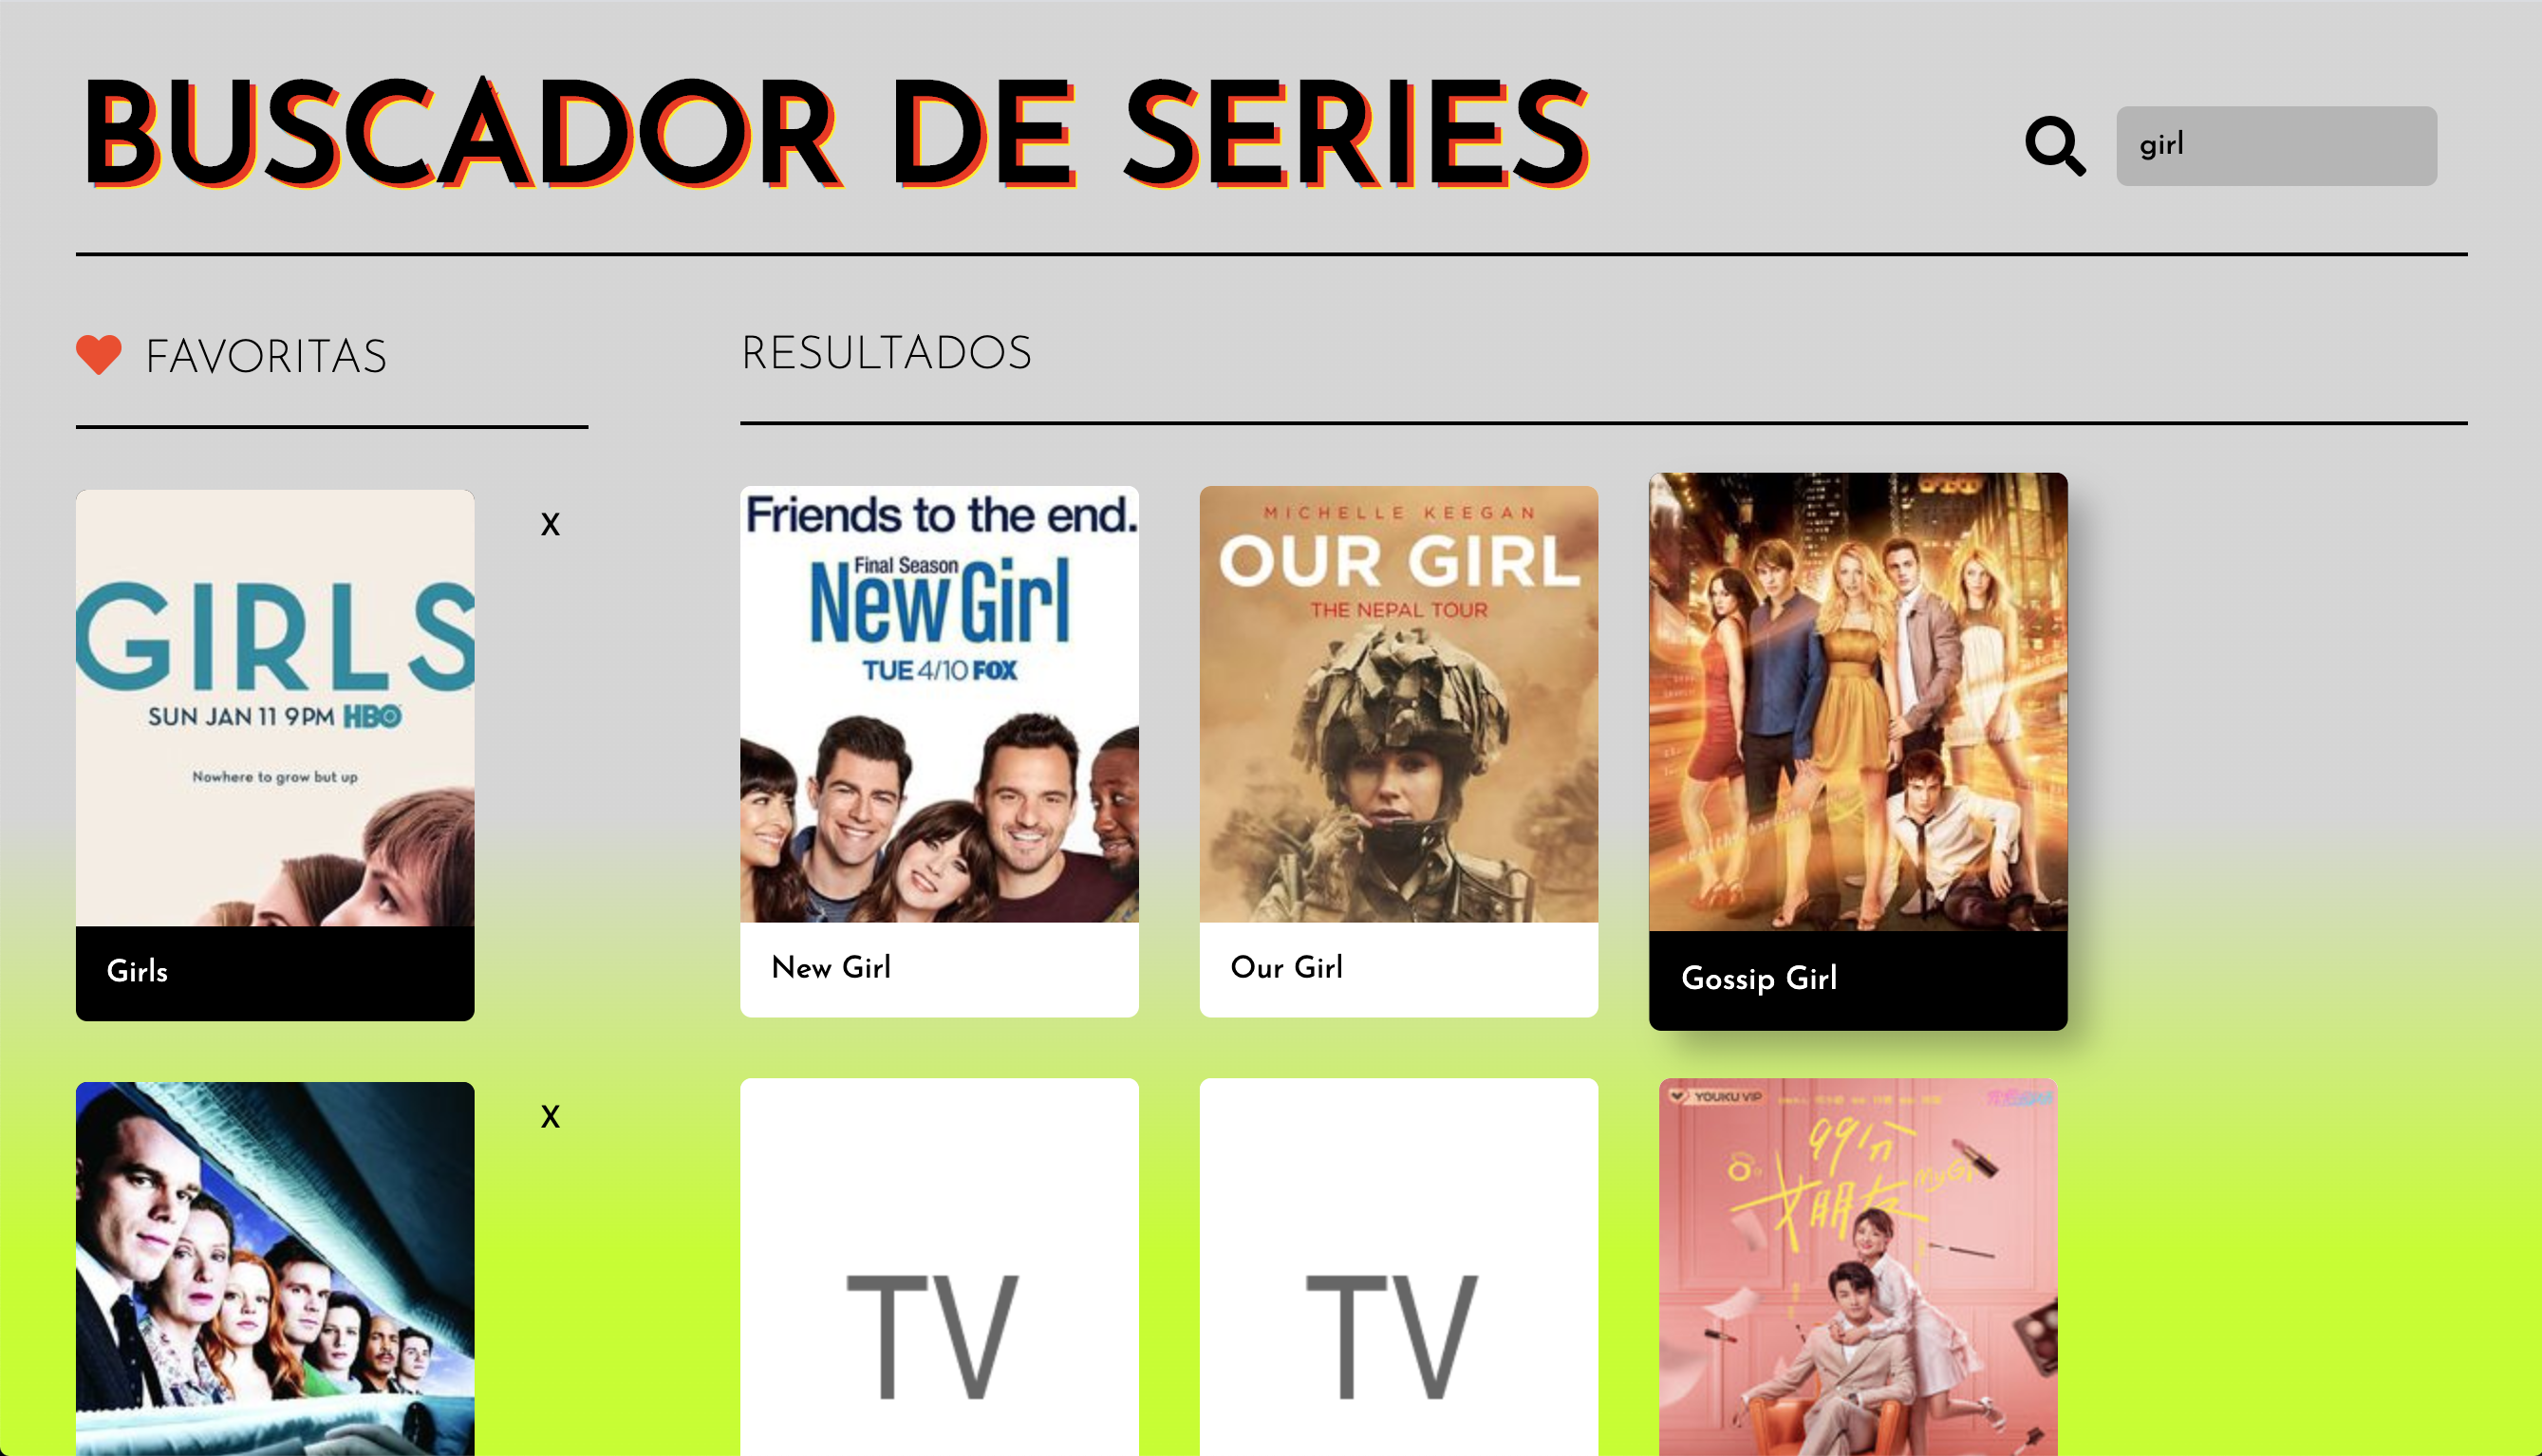 BUSCADOR DE SERIES
girl
FAVORITAS
RESULTADOS
GIRLS
SUN JAN 11 9PM HBO
Nowhere to grow but up
Girls
X
X
Friends to the end.
Final Season
New Girl
TUE 4/10 FOX
New Girl
MICHELLE KEEGAN
OUR GIRL
THE NEPAL TOUR
Our Girl
Gossip Girl
TV
TV
YOUKU VIP
99分
女朋友